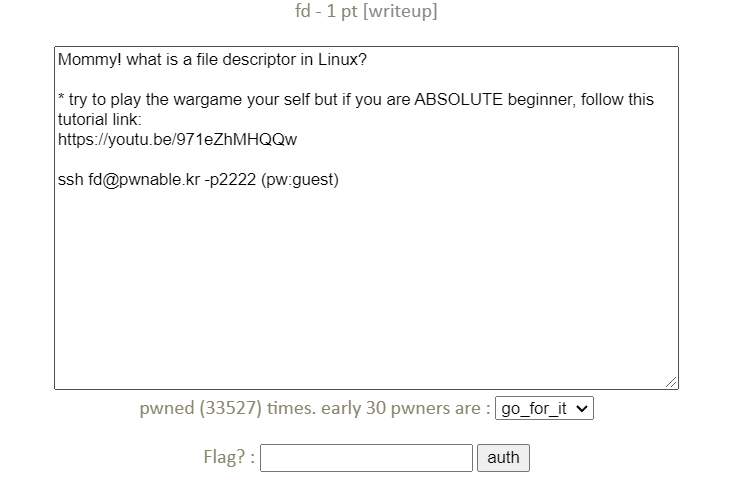 fd - 1 pt [writeup]
Mommy! what is a file descriptor in Linux?
* try to play the wargame your self but if you are ABSOLUTE beginner, follow this
tutorial link:
https://youtu.be/971eZhMHQQw
ssh fd@pwnable.kr -p2222 (pw:guest)
pwned (33527) times. early 30 pwners are : go_for_it
Flag? : auth